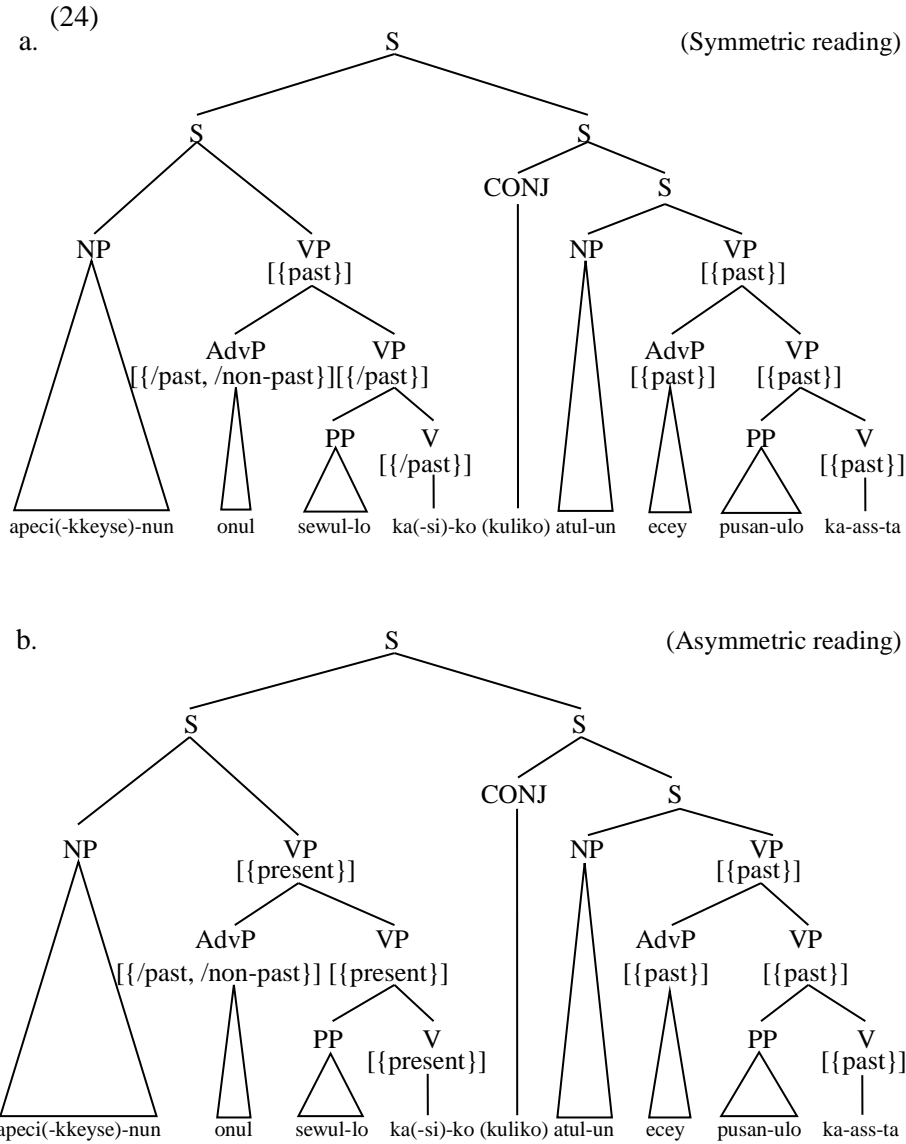 (24)
a. S (Symmetric reading)
S S
CONJ S
NP VP NP VP
[{past}] [{past}]
AdvP VP AdvP VP
[{/past, /non-past}][{/past}] [{past}] [{past}]
PP V PP V
[{/past}] [{past}]
apeci(-kkeyse)-nun onul sewul-lo ka(-si)-ko (kuliko) atul-un ecey pusan-ulo ka-ass-ta
b. S (Asymmetric reading)
S S
CONJ S
NP VP NP VP
[{present}] [{past}]
AdvP VP AdvP VP
[{/past, /non-past}] [{present}] [{past}] [{past}]
PP V PP V
[{present}] [{past}]
apeci(-kkeyse)-nun onul sewul-lo ka(-si)-ko (kuliko) atul-un ecey pusan-ulo ka-ass-ta